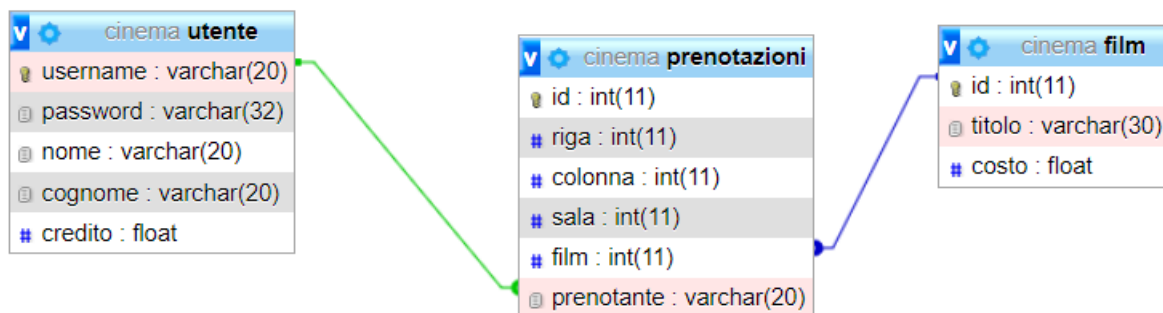 v cinema utente
username : varchar(20)
password : varchar(32)
nome : varchar(20)
cognome : varchar(20)
# credito : float
v cinema prenotazioni
id : int(11)
# riga : int(11)
# colonna : int(11)
# sala : int(11)
# film : int(11)
prenotante : varchar(20)
v cinema film
id : int(11)
titolo : varchar(30)
# costo : float